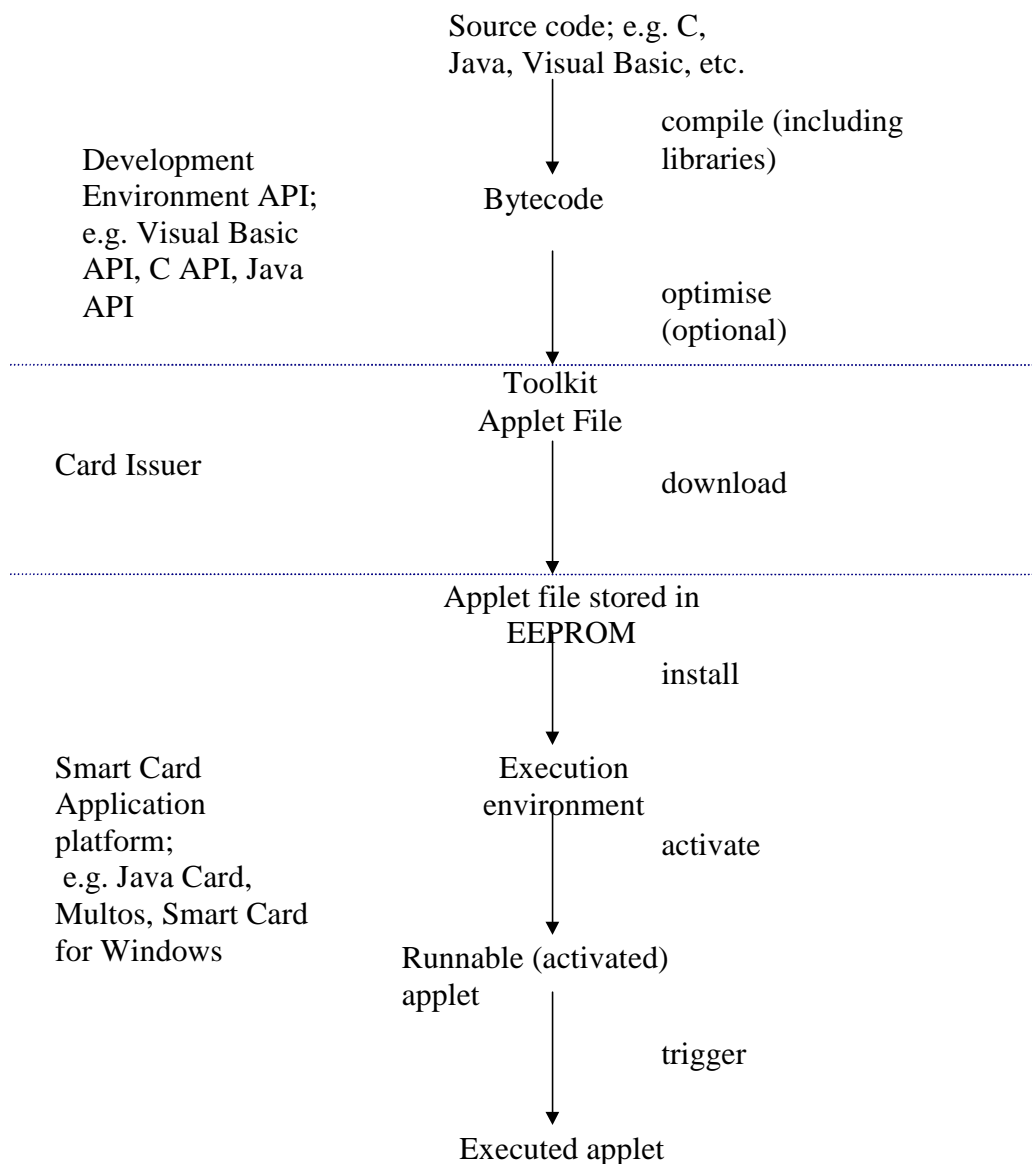 Source code; e.g. C,
Java, Visual Basic, etc.
compile (including
libraries)
Development
Environment API;
e.g. Visual Basic
API, C API, Java
API
Bytecode
optimise
(optional)
Toolkit
Applet File
Card Issuer
download
Applet file stored in
EEPROM
install
Smart Card
Application
platform;
e.g. Java Card,
Multos, Smart Card
for Windows
Execution
environment
activate
Runnable (activated)
applet
trigger
Executed applet